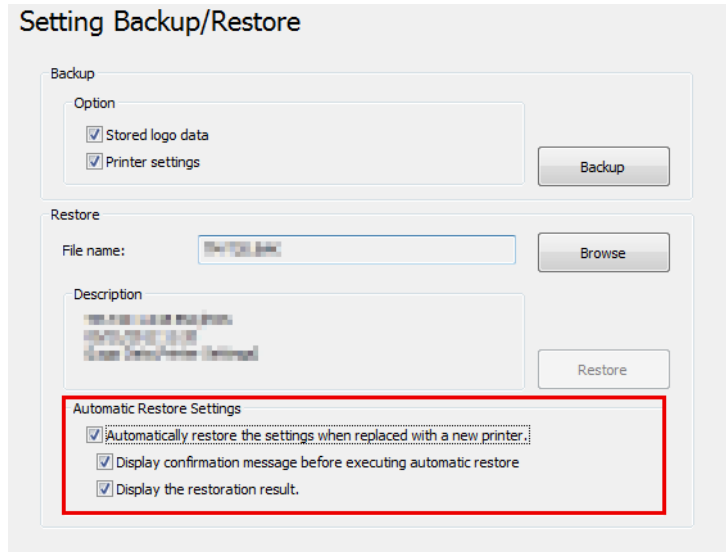 Setting Backup/Restore
Backup
Option
Stored logo data
Printer settings
Backup
Restore
File name:
Browse
Description
Restore
Automatic Restore Settings
Automatically restore the settings when replaced with a new printer.
Display confirmation message before executing automatic restore
Display the restoration result.